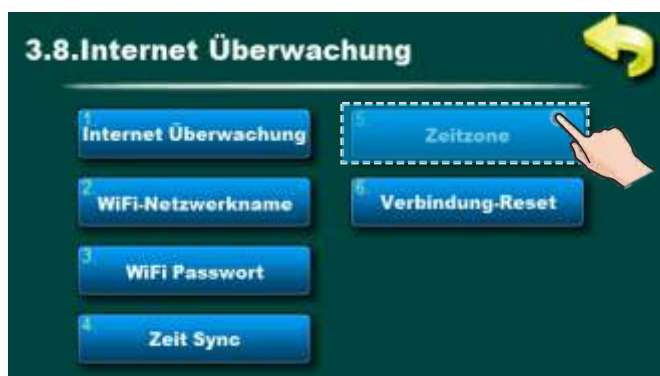 3.8.Internet Überwachung
1
Internet Überwachung
2
WiFi-Netzwerkname
3
WiFi Passwort
4
Zeit Sync
5.
Zeitzone
6
Verbindung-Reset